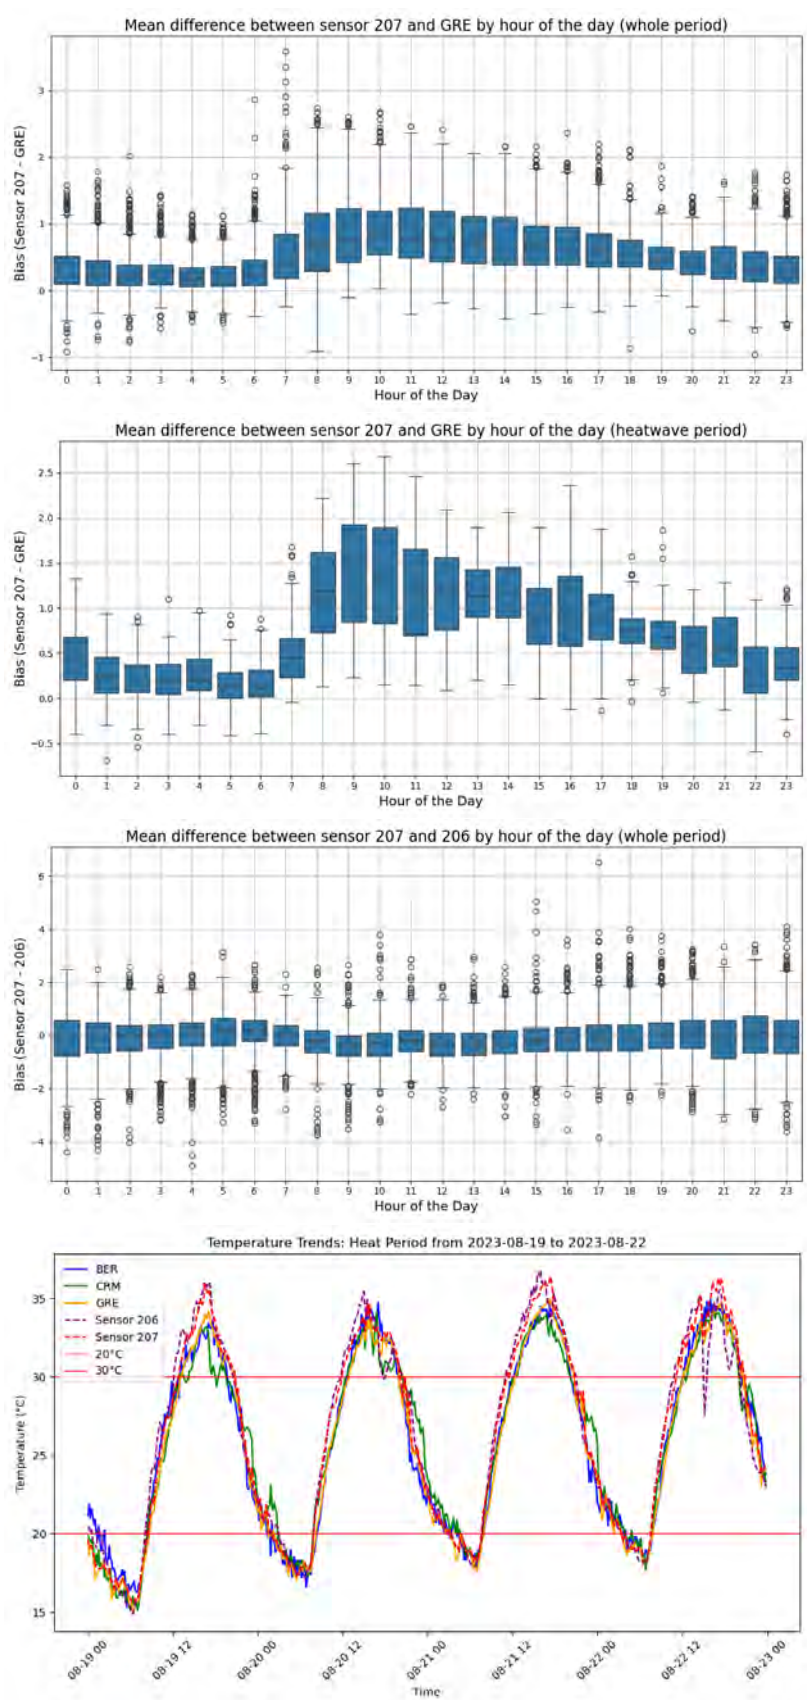 Mean difference between sensor 207 and GRE by hour of the day (whole period)
Bias (Sensor 207 - GRE)
3
2
1
0
−1
0 1 2 3 4 5 6 7 8 9 10 11 12 13 14 15 16 17 18 19 20 21 22 23
Hour of the Day
Mean difference between sensor 207 and GRE by hour of the day (heatwave period)
Bias (Sensor 207 - GRE)
2.5
2.0
1.5
1.0
0.5
0.0
−0.5
0 1 2 3 4 5 6 7 8 9 10 11 12 13 14 15 16 17 18 19 20 21 22 23
Hour of the Day
Mean difference between sensor 207 and 206 by hour of the day (whole period)
Bias (Sensor 207 - 206)
6
4
2
0
−2
−4
0 1 2 3 4 5 6 7 8 9 10 11 12 13 14 15 16 17 18 19 20 21 22 23
Hour of the Day
Temperature Trends: Heat Period from 2023-08-19 to 2023-08-22
BER
CRM
GRE
Sensor 206
Sensor 207
20°C
30°C
Temperature (°C)
35
30
25
20
15
08-19 00 08-19 12 08-20 00 08-20 12 08-21 00 08-21 12 08-22 00 08-22 12 08-23 00
Time